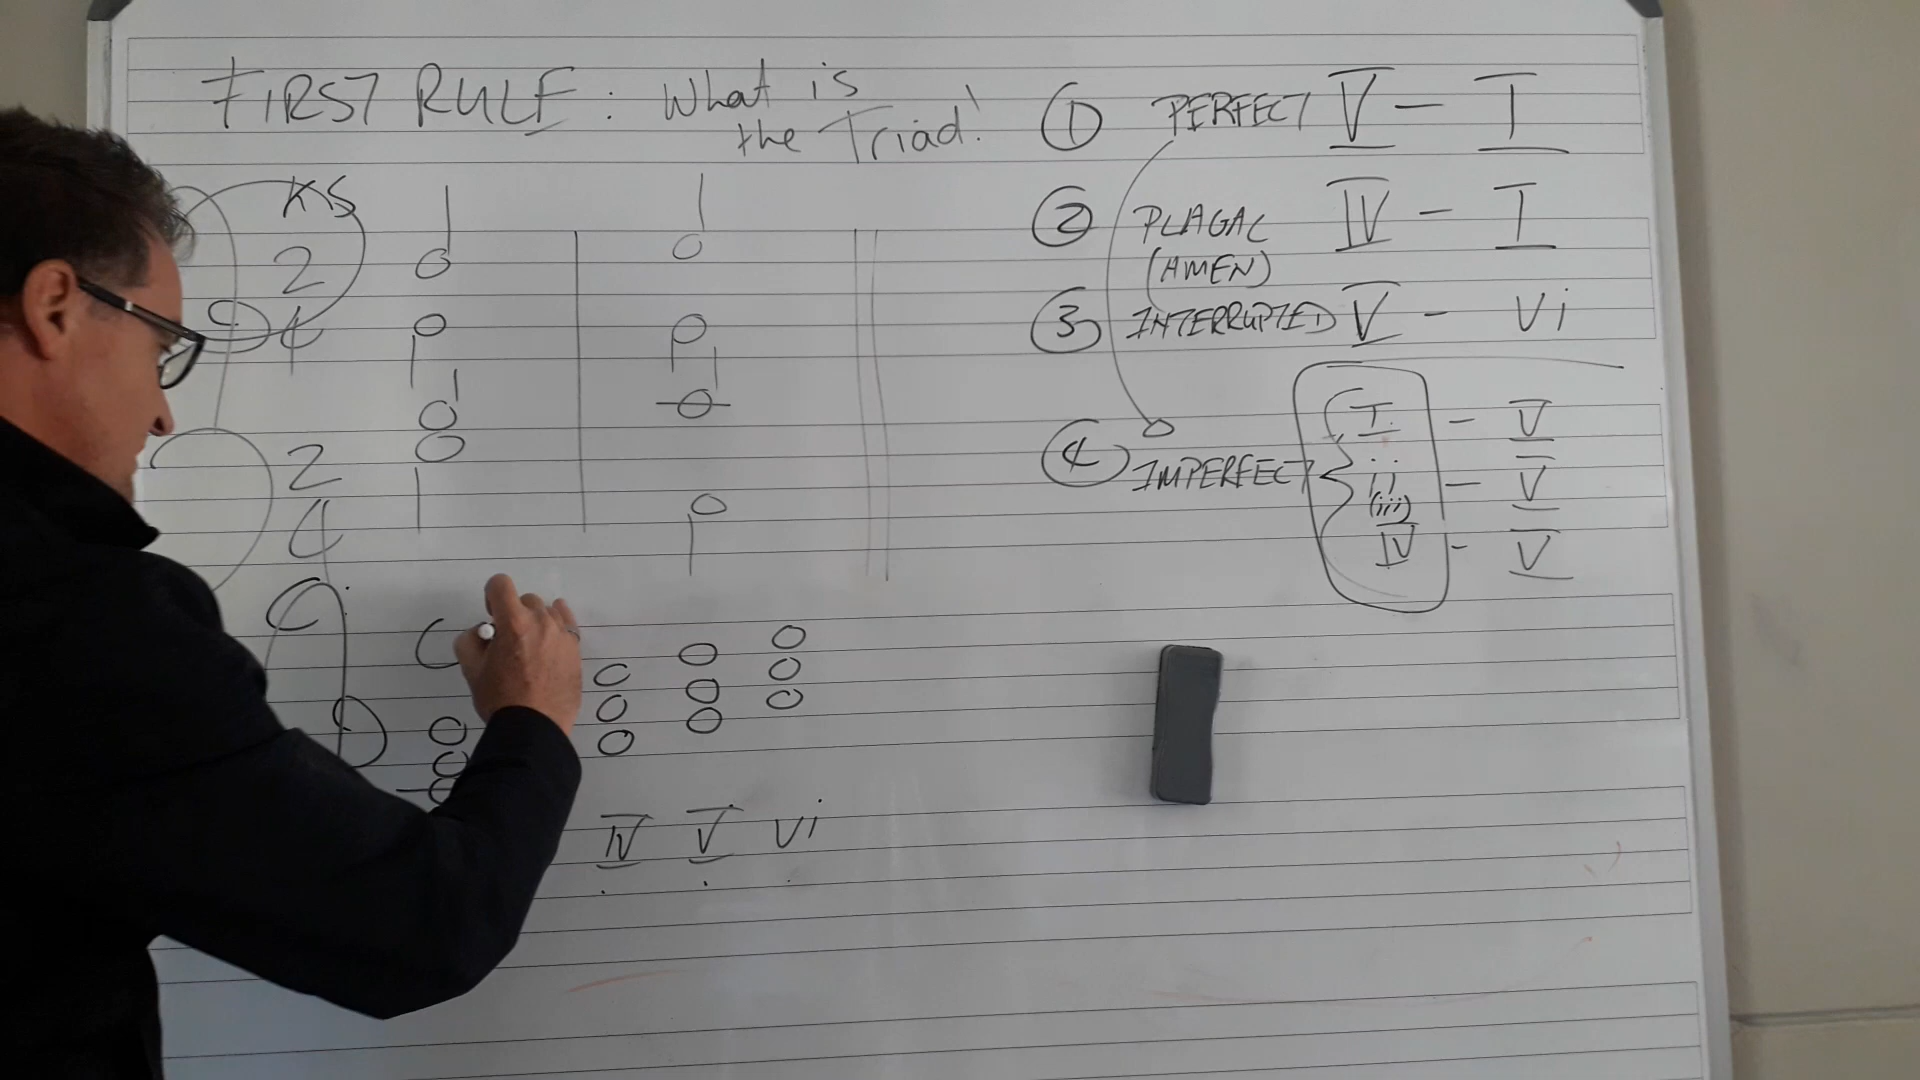 FIRST RULE: What is
the Triad!
KS
2
4
2
4
C
D
C
IV V vi
1 PERFECT V - I
2 PLAGAL IV - I
(AMEN)
3 INTERRUPTED V - vi
4 IMPERFECT
I - V
ii - V
(iii)
IV - V